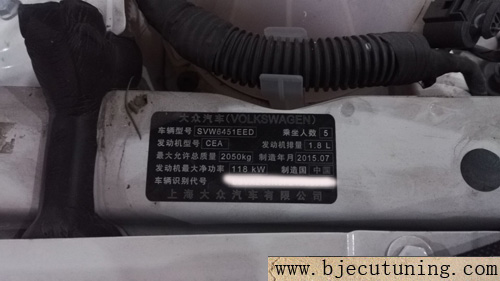 大众汽车(VOLKSWAGEN)
车辆型号 SVW6451EED 乘坐人数 5
发动机型号 CEA 发动机排量 1.8 L
最大允许总质量 2050kg 制造年月 2015.07
发动机最大净功率 118 kW 制造国 中国
车辆识别代号
上海大众汽车有限公司
www.bjecutuning.com